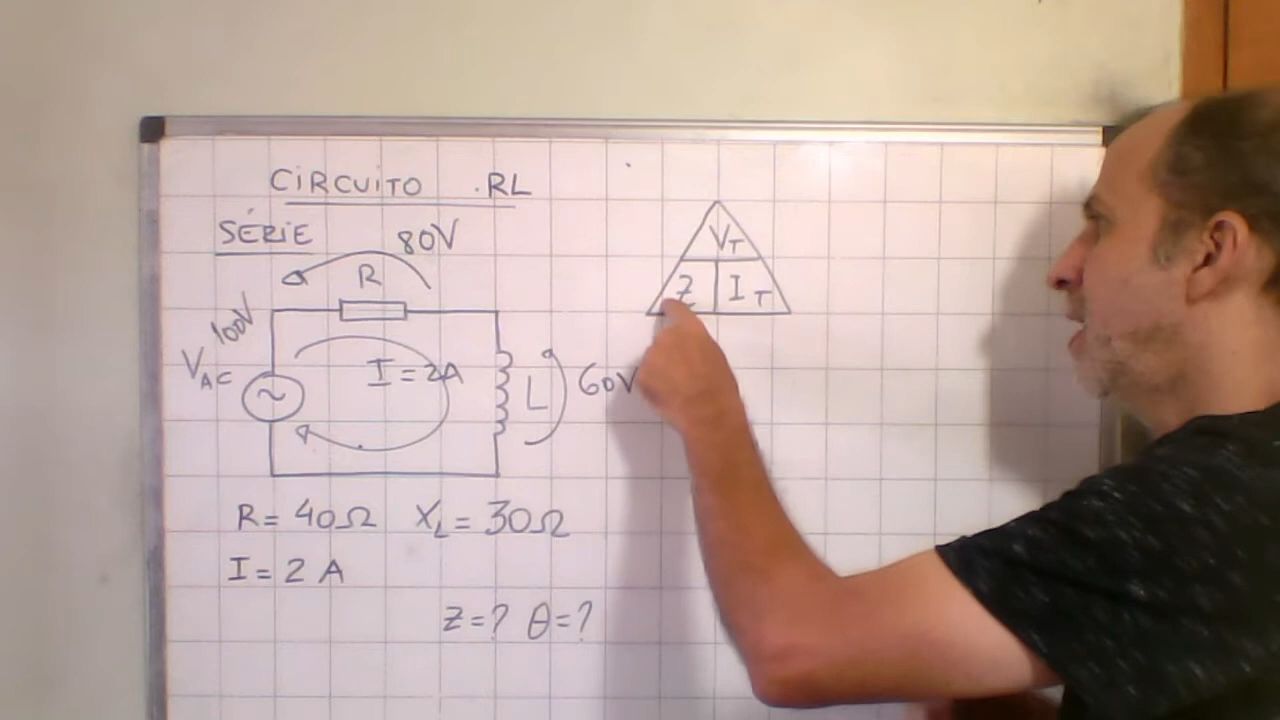 CIRCUITO RL
SÉRIE
80V
R
100V
VAC
~
I = 2A
L
60V
VT
Z IT
R = 40Ω XL = 30Ω
I = 2 A
Z = ? θ = ?